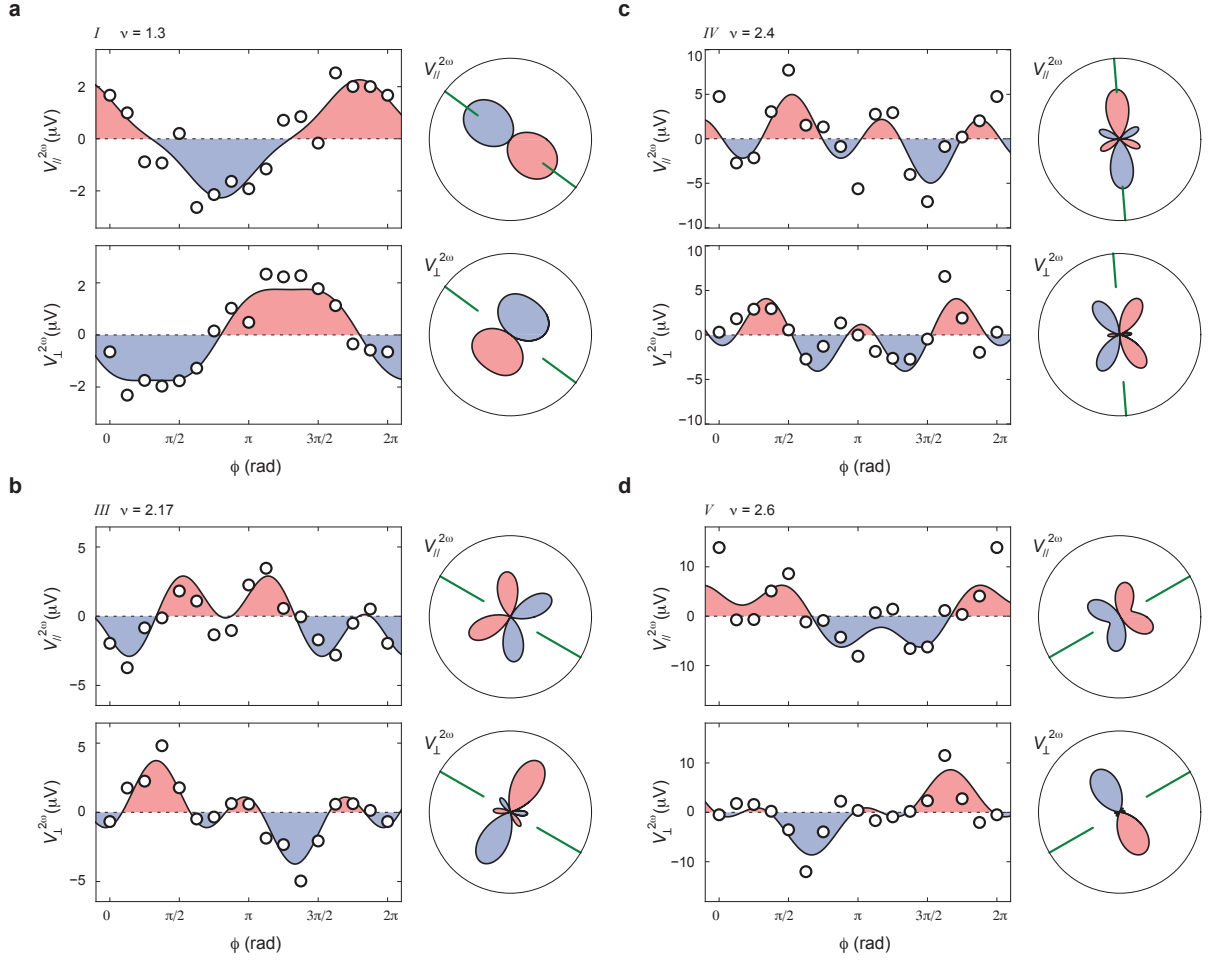 a
I ν = 1.3
V//2ω (μV)
2
0
−2
V//2ω
V⊥2ω (μV)
2
0
−2
V⊥2ω
0 π/2 π 3π/2 2π
ϕ (rad)
b
III ν = 2.17
V//2ω (μV)
5
0
−5
V//2ω
V⊥2ω (μV)
5
0
−5
V⊥2ω
0 π/2 π 3π/2 2π
ϕ (rad)
c
IV ν = 2.4
V//2ω (μV)
10
5
0
−5
−10
V//2ω
V⊥2ω (μV)
10
5
0
−5
−10
V⊥2ω
0 π/2 π 3π/2 2π
ϕ (rad)
d
V ν = 2.6
V//2ω (μV)
10
0
−10
V//2ω
V⊥2ω (μV)
10
0
−10
V⊥2ω
0 π/2 π 3π/2 2π
ϕ (rad)